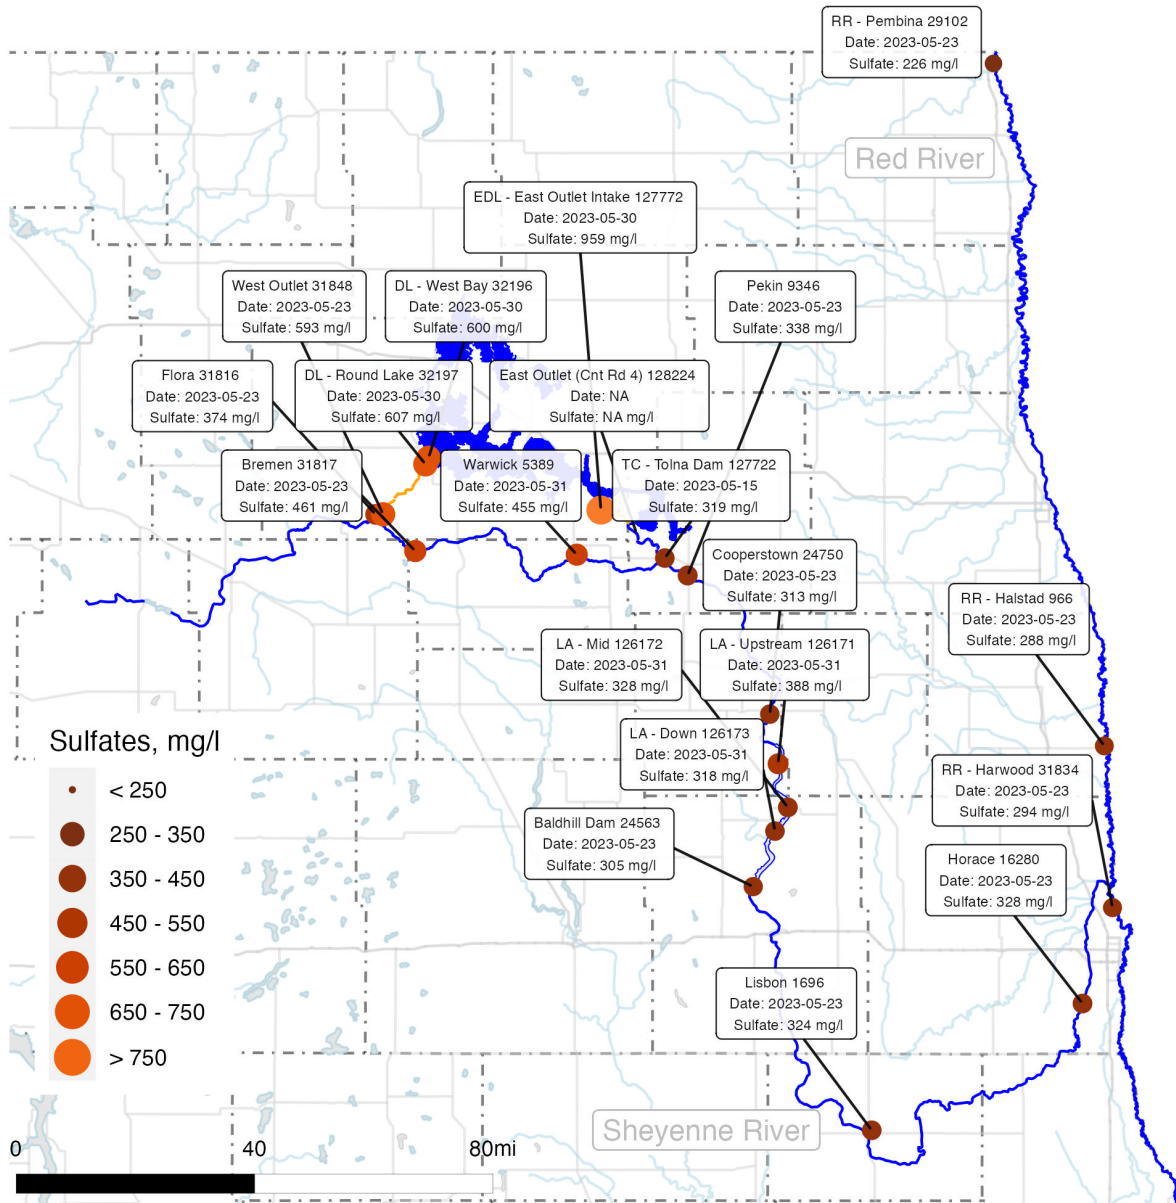 RR - Pembina 29102
Date: 2023-05-23
Sulfate: 226 mg/l
Red River
EDL - East Outlet Intake 127772
Date: 2023-05-30
Sulfate: 959 mg/l
West Outlet 31848
Date: 2023-05-23
Sulfate: 593 mg/l
DL - West Bay 32196
Date: 2023-05-30
Sulfate: 600 mg/l
Pekin 9346
Date: 2023-05-23
Sulfate: 338 mg/l
Flora 31816
Date: 2023-05-23
Sulfate: 374 mg/l
DL - Round Lake 32197
Date: 2023-05-30
Sulfate: 607 mg/l
East Outlet (Cnt Rd 4) 128224
Date: NA
Sulfate: NA mg/l
Bremen 31817
Date: 2023-05-23
Sulfate: 461 mg/l
Warwick 5389
Date: 2023-05-31
Sulfate: 455 mg/l
TC - Tolna Dam 127722
Date: 2023-05-15
Sulfate: 319 mg/l
Cooperstown 24750
Date: 2023-05-23
Sulfate: 313 mg/l
RR - Halstad 966
Date: 2023-05-23
Sulfate: 288 mg/l
LA - Mid 126172
Date: 2023-05-31
Sulfate: 328 mg/l
LA - Upstream 126171
Date: 2023-05-31
Sulfate: 388 mg/l
LA - Down 126173
Date: 2023-05-31
Sulfate: 318 mg/l
RR - Harwood 31834
Date: 2023-05-23
Sulfate: 294 mg/l
Baldhill Dam 24563
Date: 2023-05-23
Sulfate: 305 mg/l
Horace 16280
Date: 2023-05-23
Sulfate: 328 mg/l
Lisbon 1696
Date: 2023-05-23
Sulfate: 324 mg/l
Sheyenne River
Sulfates, mg/l
< 250
250 - 350
350 - 450
450 - 550
550 - 650
650 - 750
> 750
0 40 80mi